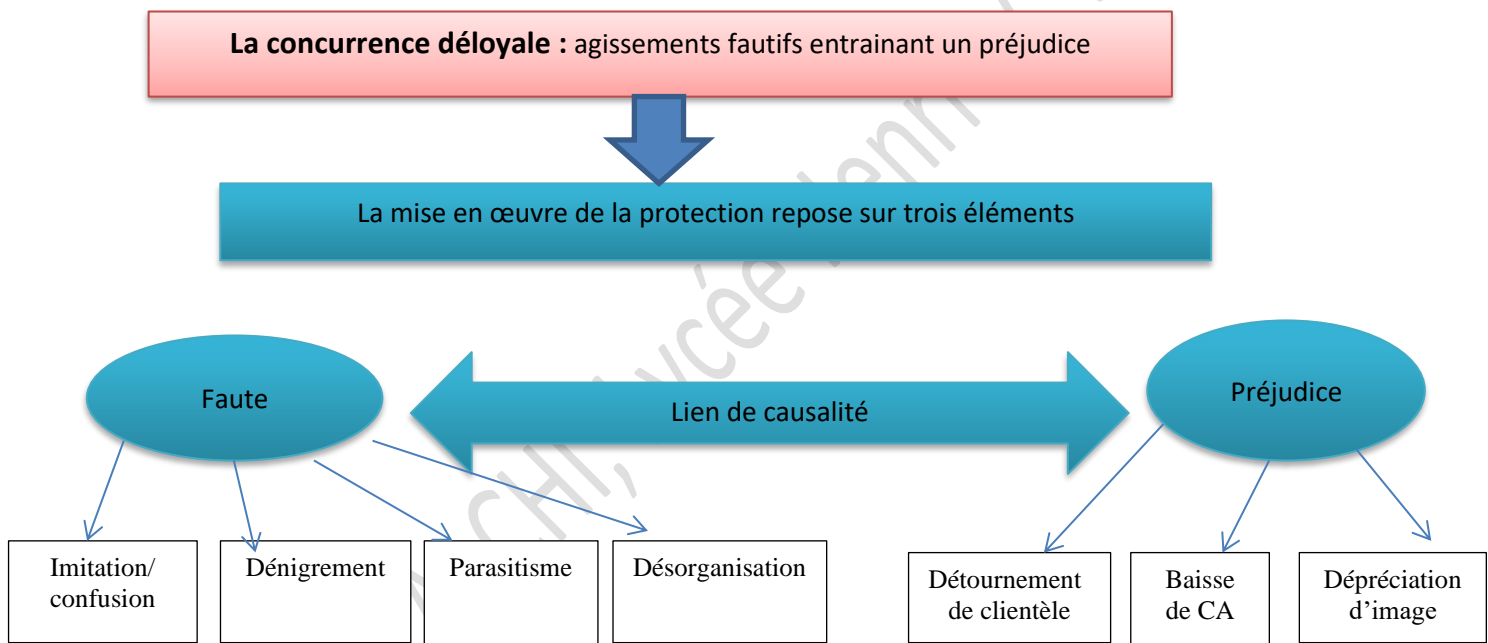 La concurrence déloyale : agissements fautifs entrainant un préjudice
La mise en œuvre de la protection repose sur trois éléments
Faute
Lien de causalité
Préjudice
Imitation/
confusion
Dénigrement
Parasitisme
Désorganisation
Détournement
de clientèle
Baisse
de CA
Dépréciation
d’image